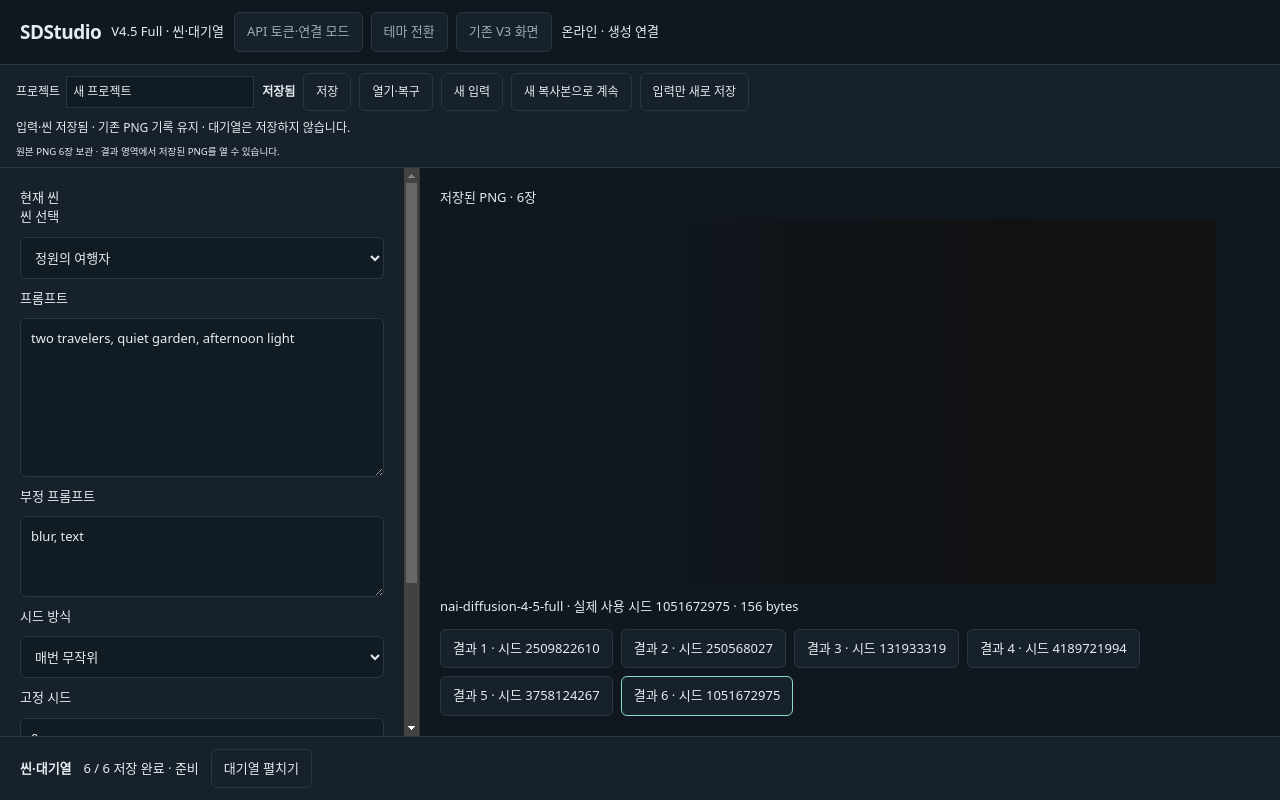 SDStudio V4.5 Full · 씬·대기열 API 토큰·연결 모드 테마 전환 기존 V3 화면 온라인 · 생성 연결
프로젝트 새 프로젝트 저장됨 저장 열기·복구 새 입력 새 복사본으로 계속 입력만 새로 저장
입력·씬 저장됨 · 기존 PNG 기록 유지 · 대기열은 저장하지 않습니다.
원본 PNG 6장 보관 · 결과 영역에서 저장된 PNG를 열 수 있습니다.
현재 씬
씬 선택
정원의 여행자
프롬프트
two travelers, quiet garden, afternoon light
부정 프롬프트
blur, text
시드 방식
매번 무작위
고정 시드
저장된 PNG · 6장
nai-diffusion-4-5-full · 실제 사용 시드 1051672975 · 156 bytes
결과 1 · 시드 2509822610 결과 2 · 시드 250568027 결과 3 · 시드 131933319 결과 4 · 시드 4189721994
결과 5 · 시드 3758124267 결과 6 · 시드 1051672975
씬·대기열 6 / 6 저장 완료 · 준비 대기열 펼치기